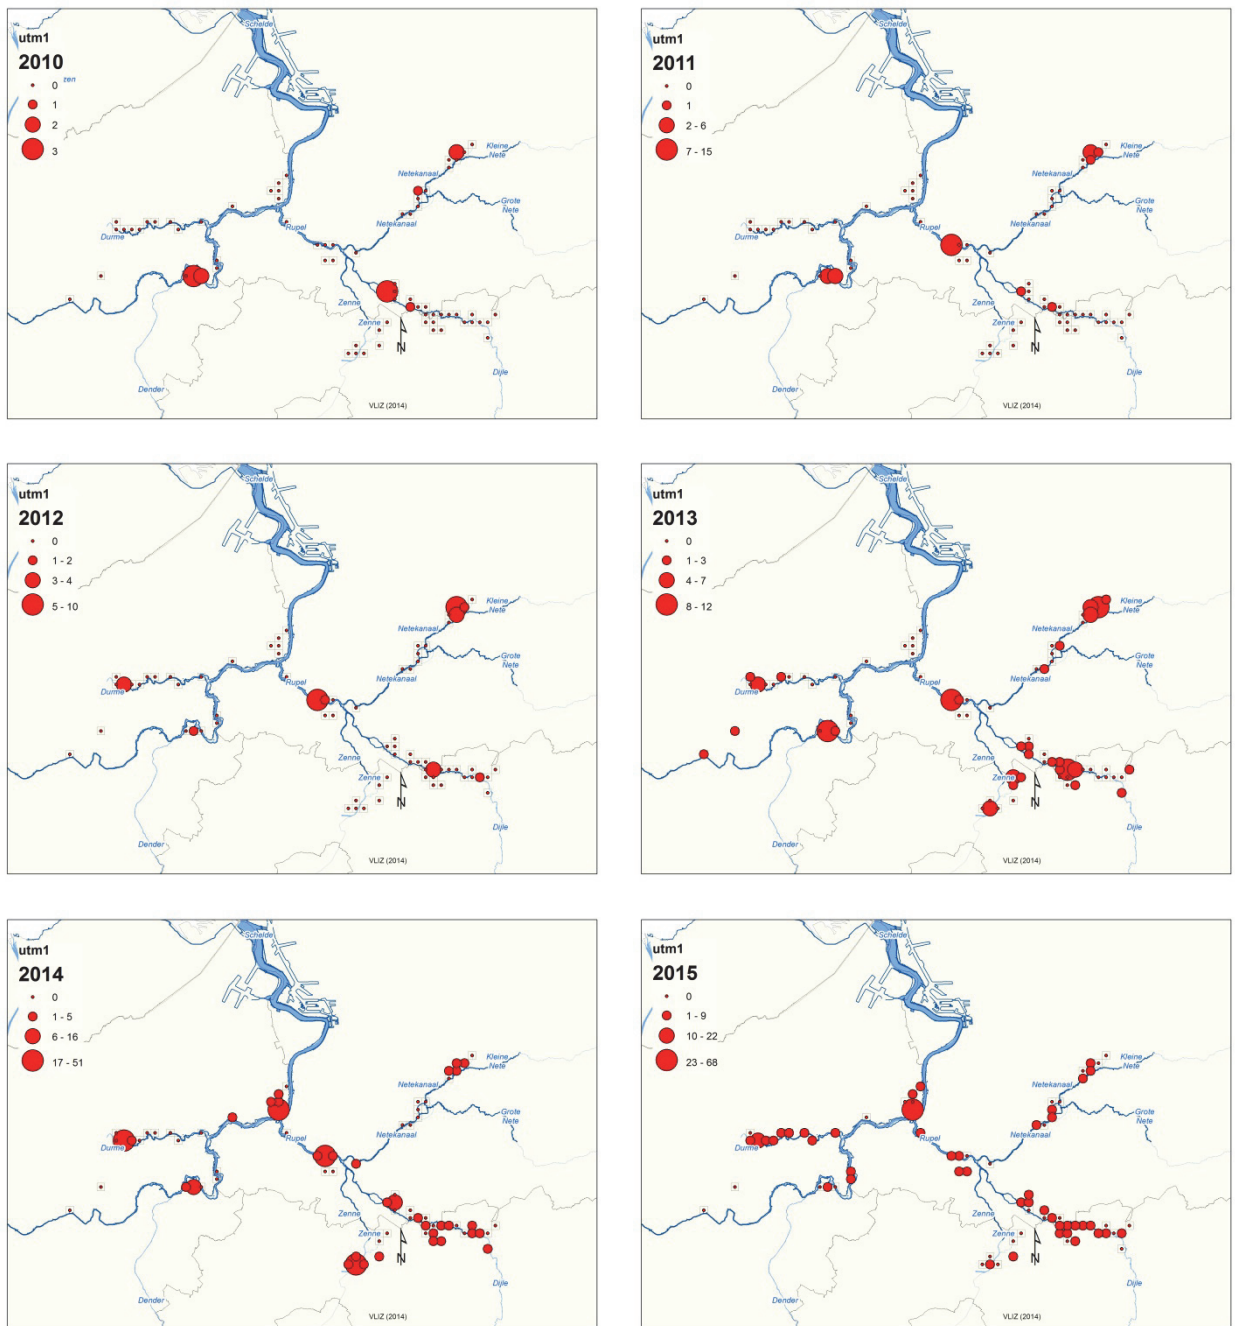 utm1
2010
zen
0
1
2
3
Schelde
Kleine
Nete
Netekanaal
Grote
Nete
Netekanaal
Durme
Rupel
Zenne
Zenne
N
Dender
Dijle
VLIZ (2014)
utm1
2011
0
1
2 - 6
7 - 15
Schelde
Kleine
Nete
Netekanaal
Grote
Nete
Netekanaal
Durme
Rupel
Zenne
Zenne
N
Dender
Dijle
VLIZ (2014)
utm1
2012
0
1 - 2
3 - 4
5 - 10
Schelde
Kleine
Nete
Netekanaal
Grote
Nete
Netekanaal
Durme
Rupel
Zenne
Zenne
N
Dender
Dijle
VLIZ (2014)
utm1
2013
0
1 - 3
4 - 7
8 - 12
Schelde
Kleine
Nete
Netekanaal
Grote
Nete
Netekanaal
Durme
Rupel
Zenne
Zenne
N
Dender
Dijle
VLIZ (2014)
utm1
2014
0
1 - 5
6 - 16
17 - 51
Schelde
Kleine
Nete
Netekanaal
Grote
Nete
Netekanaal
Durme
Rupel
Zenne
Zenne
N
Dender
Dijle
VLIZ (2014)
utm1
2015
0
1 - 9
10 - 22
23 - 68
Schelde
Kleine
Nete
Netekanaal
Grote
Nete
Netekanaal
Durme
Rupel
Zenne
Zenne
N
Dender
Dijle
VLIZ (2014)